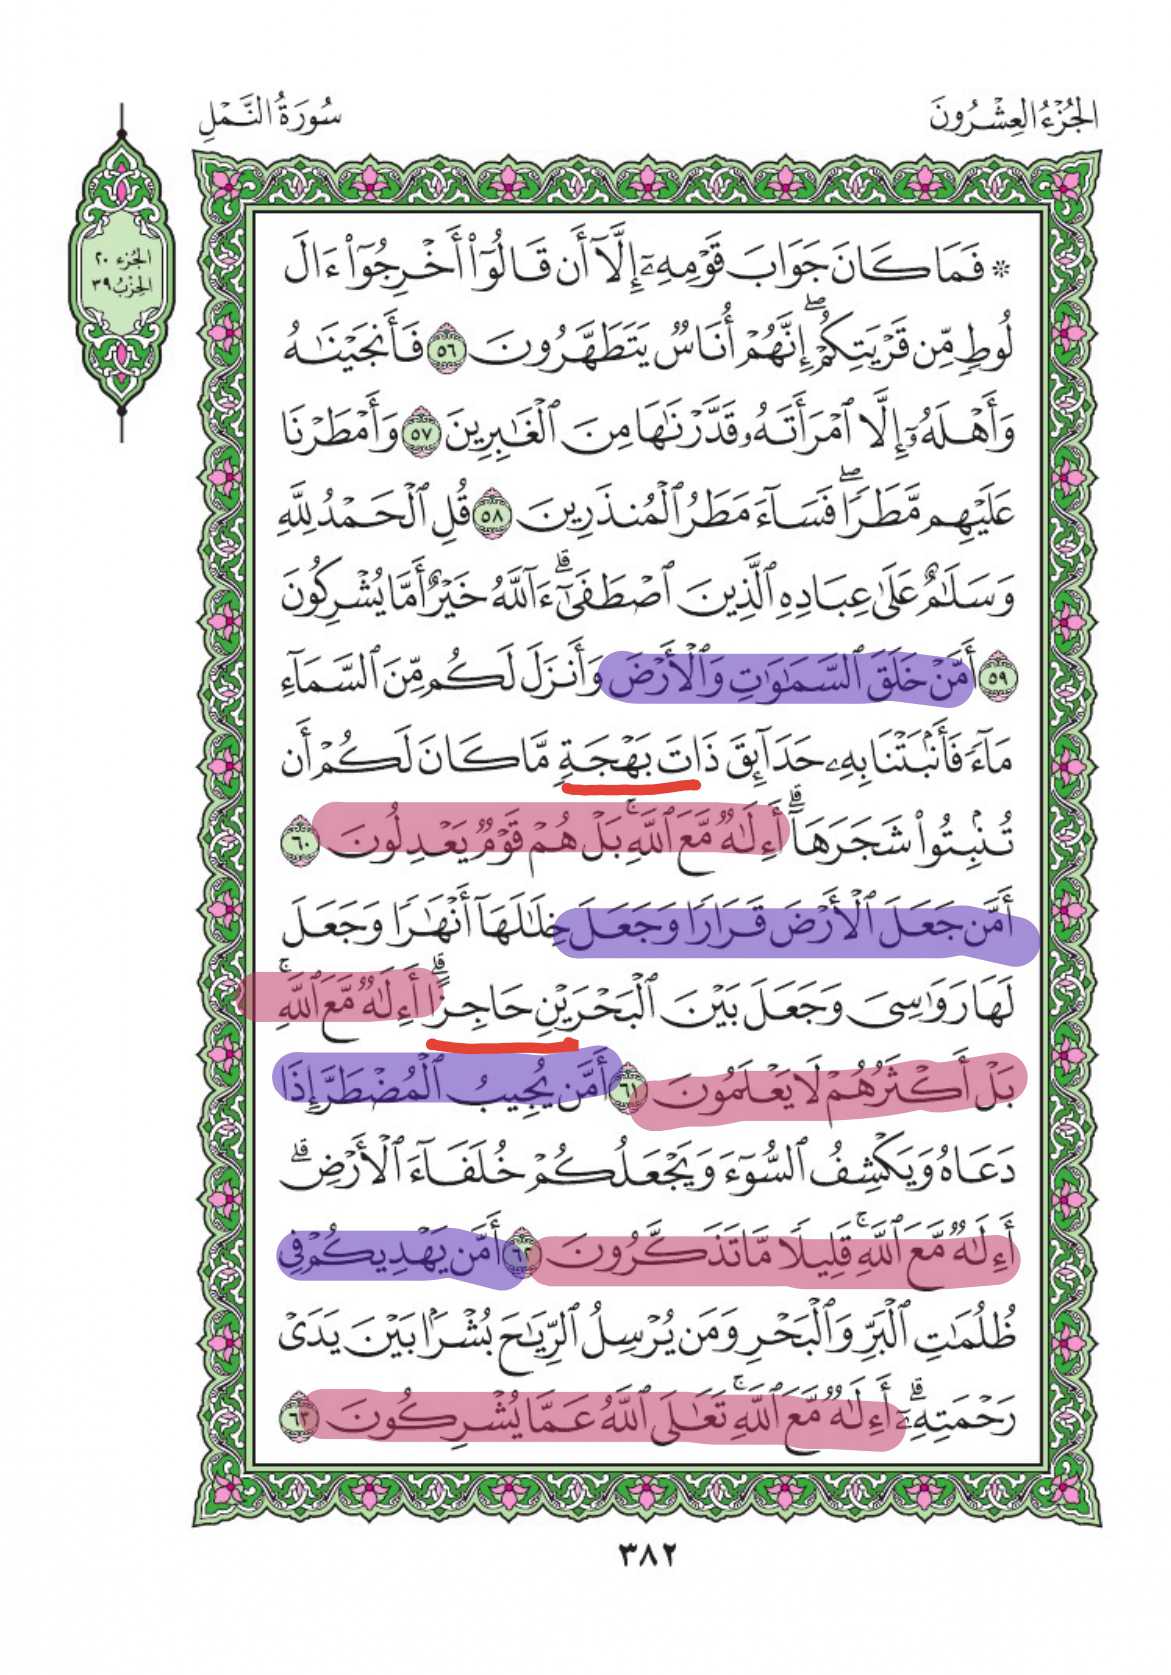 الجُزْءُ العِشْرُونَ
سُورَةُ النَّمْلِ
الجُزء ٢٠
الحِزْبُ ٣٩
۞ فَمَا كَانَ جَوَابَ قَوْمِهِۦٓ إِلَّآ أَن قَالُوٓا۟ أَخْرِجُوٓا۟ ءَالَ
لُوطٍ مِّن قَرْيَتِكُمْ ۖ إِنَّهُمْ أُنَاسٌ يَتَطَهَّرُونَ ٥٦ فَأَنجَيْنَـٰهُ
وَأَهْلَهُۥٓ إِلَّا ٱمْرَأَتَهُۥ قَدَّرْنَـٰهَا مِنَ ٱلْغَـٰبِرِينَ ٥٧ وَأَمْطَرْنَا
عَلَيْهِم مَّطَرًا ۖ فَسَآءَ مَطَرُ ٱلْمُنذَرِينَ ٥٨ قُلِ ٱلْحَمْدُ لِلَّهِ
وَسَلَـٰمٌ عَلَىٰ عِبَادِهِ ٱلَّذِينَ ٱصْطَفَىٰٓ ۗ ءَآللَّهُ خَيْرٌ أَمَّا يُشْرِكُونَ
٥٩ أَمَّنْ خَلَقَ ٱلسَّمَـٰوَٰتِ وَٱلْأَرْضَ وَأَنزَلَ لَكُم مِّنَ ٱلسَّمَآءِ
مَآءً فَأَنۢبَتْنَا بِهِۦ حَدَآئِقَ ذَاتَ بَهْجَةٍ مَّا كَانَ لَكُمْ أَن
تُنۢبِتُوا۟ شَجَرَهَآ ۗ أَءِلَـٰهٌ مَّعَ ٱللَّهِ ۚ بَلْ هُمْ قَوْمٌ يَعْدِلُونَ ٦٠
أَمَّن جَعَلَ ٱلْأَرْضَ قَرَارًا وَجَعَلَ خِلَـٰلَهَآ أَنْهَـٰرًا وَجَعَلَ
لَهَا رَوَٰسِىَ وَجَعَلَ بَيْنَ ٱلْبَحْرَيْنِ حَاجِزًا ۗ أَءِلَـٰهٌ مَّعَ ٱللَّهِ ۚ
بَلْ أَكْثَرُهُمْ لَا يَعْلَمُونَ ٦١ أَمَّن يُجِيبُ ٱلْمُضْطَرَّ إِذَا
دَعَاهُ وَيَكْشِفُ ٱلسُّوٓءَ وَيَجْعَلُكُمْ خُلَفَآءَ ٱلْأَرْضِ ۗ
أَءِلَـٰهٌ مَّعَ ٱللَّهِ ۚ قَلِيلًا مَّا تَذَكَّرُونَ ٦٢ أَمَّن يَهْدِيكُمْ فِى
ظُلُمَـٰتِ ٱلْبَرِّ وَٱلْبَحْرِ وَمَن يُرْسِلُ ٱلرِّيَـٰحَ بُشْرًۢا بَيْنَ يَدَىْ
رَحْمَتِهِۦٓ ۗ أَءِلَـٰهٌ مَّعَ ٱللَّهِ ۚ تَعَـٰلَى ٱللَّهُ عَمَّا يُشْرِكُونَ ٦٣
٣٨٢